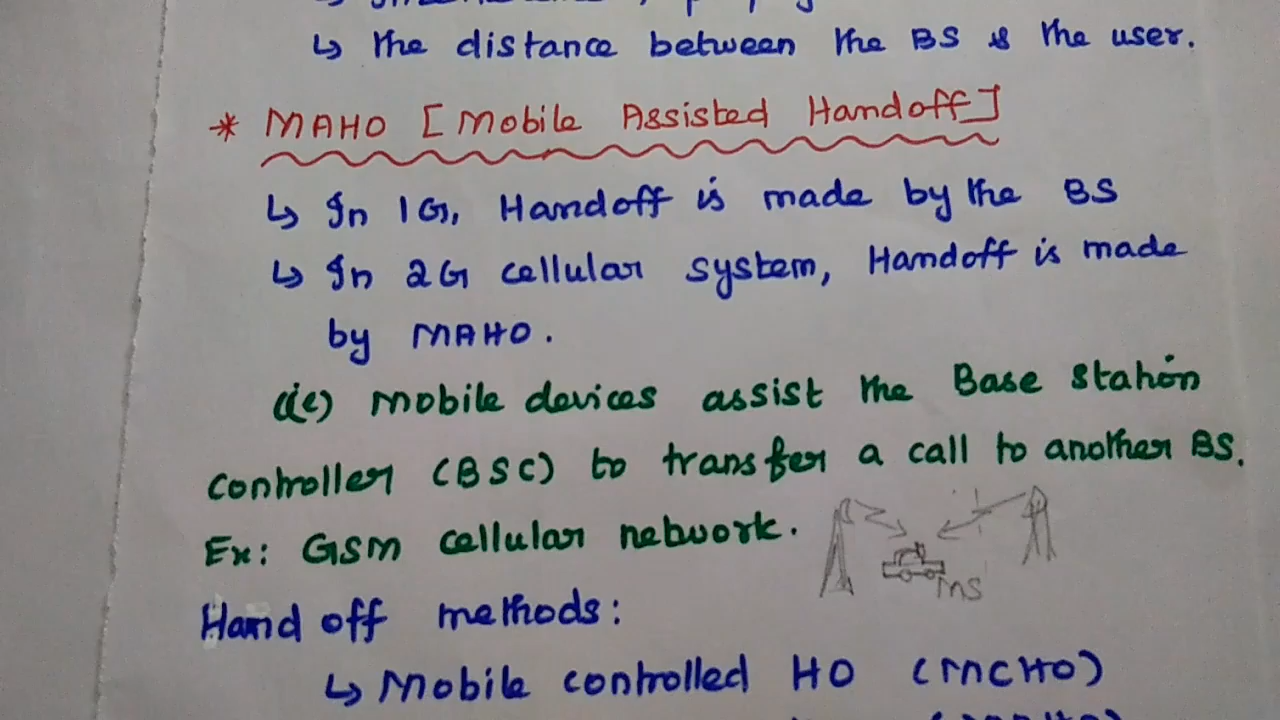 ↳ the distance between the BS & the user.
* MAHO [Mobile Assisted Handoff]
↳ In 1G, Handoff is made by the BS
↳ In 2G cellular system, Handoff is made
by MAHO.
(ie) Mobile devices assist the Base Station
controller (BSC) to transfer a call to another BS.
Ex: GSM cellular network.
MS
Hand off methods:
↳ Mobile controlled HO (MCHO)